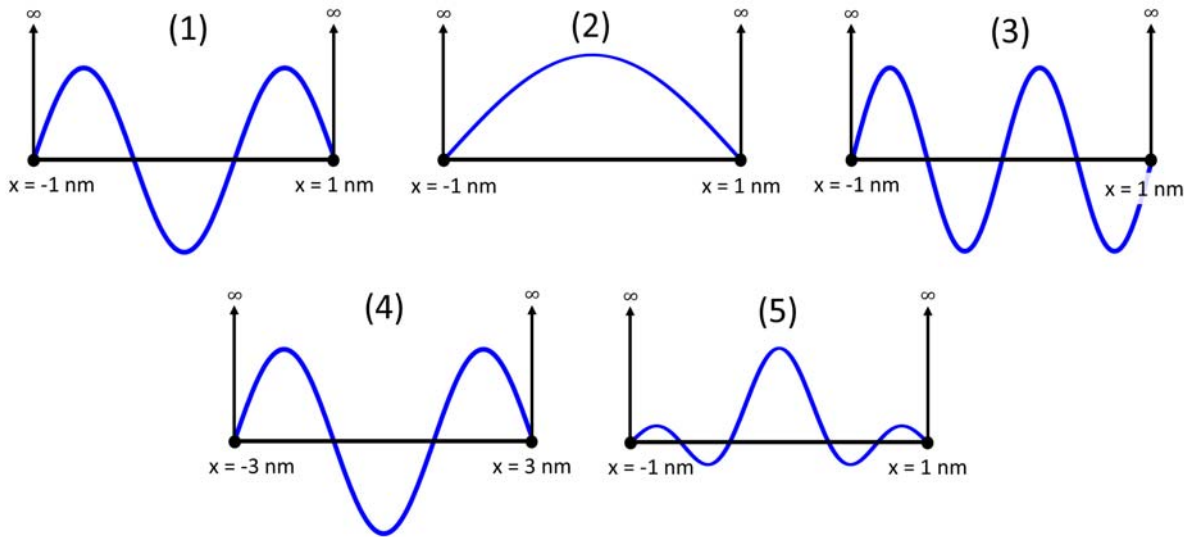 ∞ (1) ∞
x = -1 nm x = 1 nm
∞ (2) ∞
x = -1 nm x = 1 nm
∞ (3) ∞
x = -1 nm x = 1 nm
∞ (4) ∞
x = -3 nm x = 3 nm
∞ (5) ∞
x = -1 nm x = 1 nm